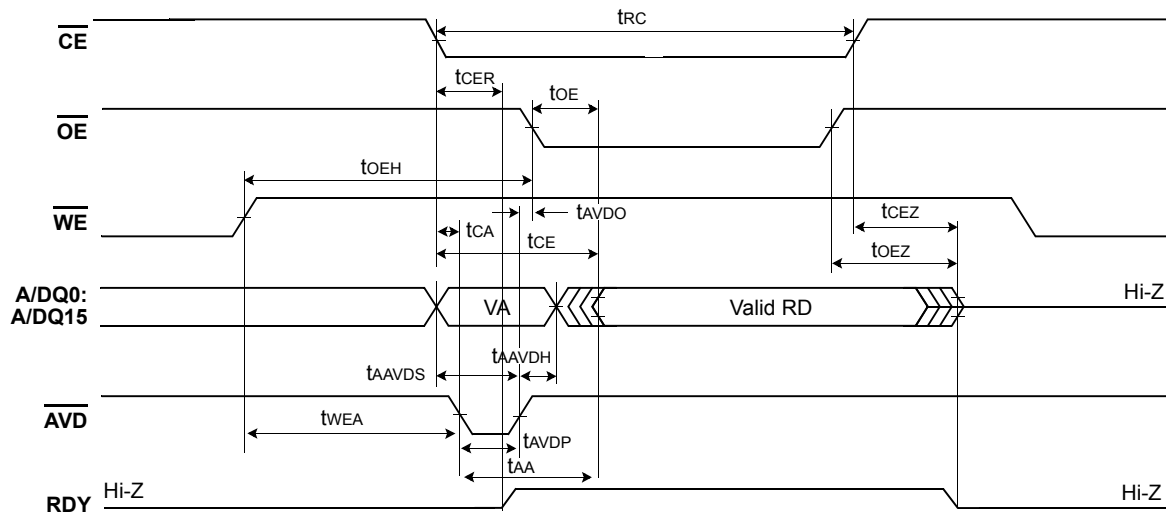 CE
tRC
tCER
tOE
OE
tOEH
WE
tAVDO
tCA
tCE
tCEZ
tOEZ
A/DQ0:
A/DQ15
VA
Valid RD
Hi-Z
tAAVDS
tAAVDH
AVD
tWEA
tAVDP
tAA
RDY
Hi-Z
Hi-Z